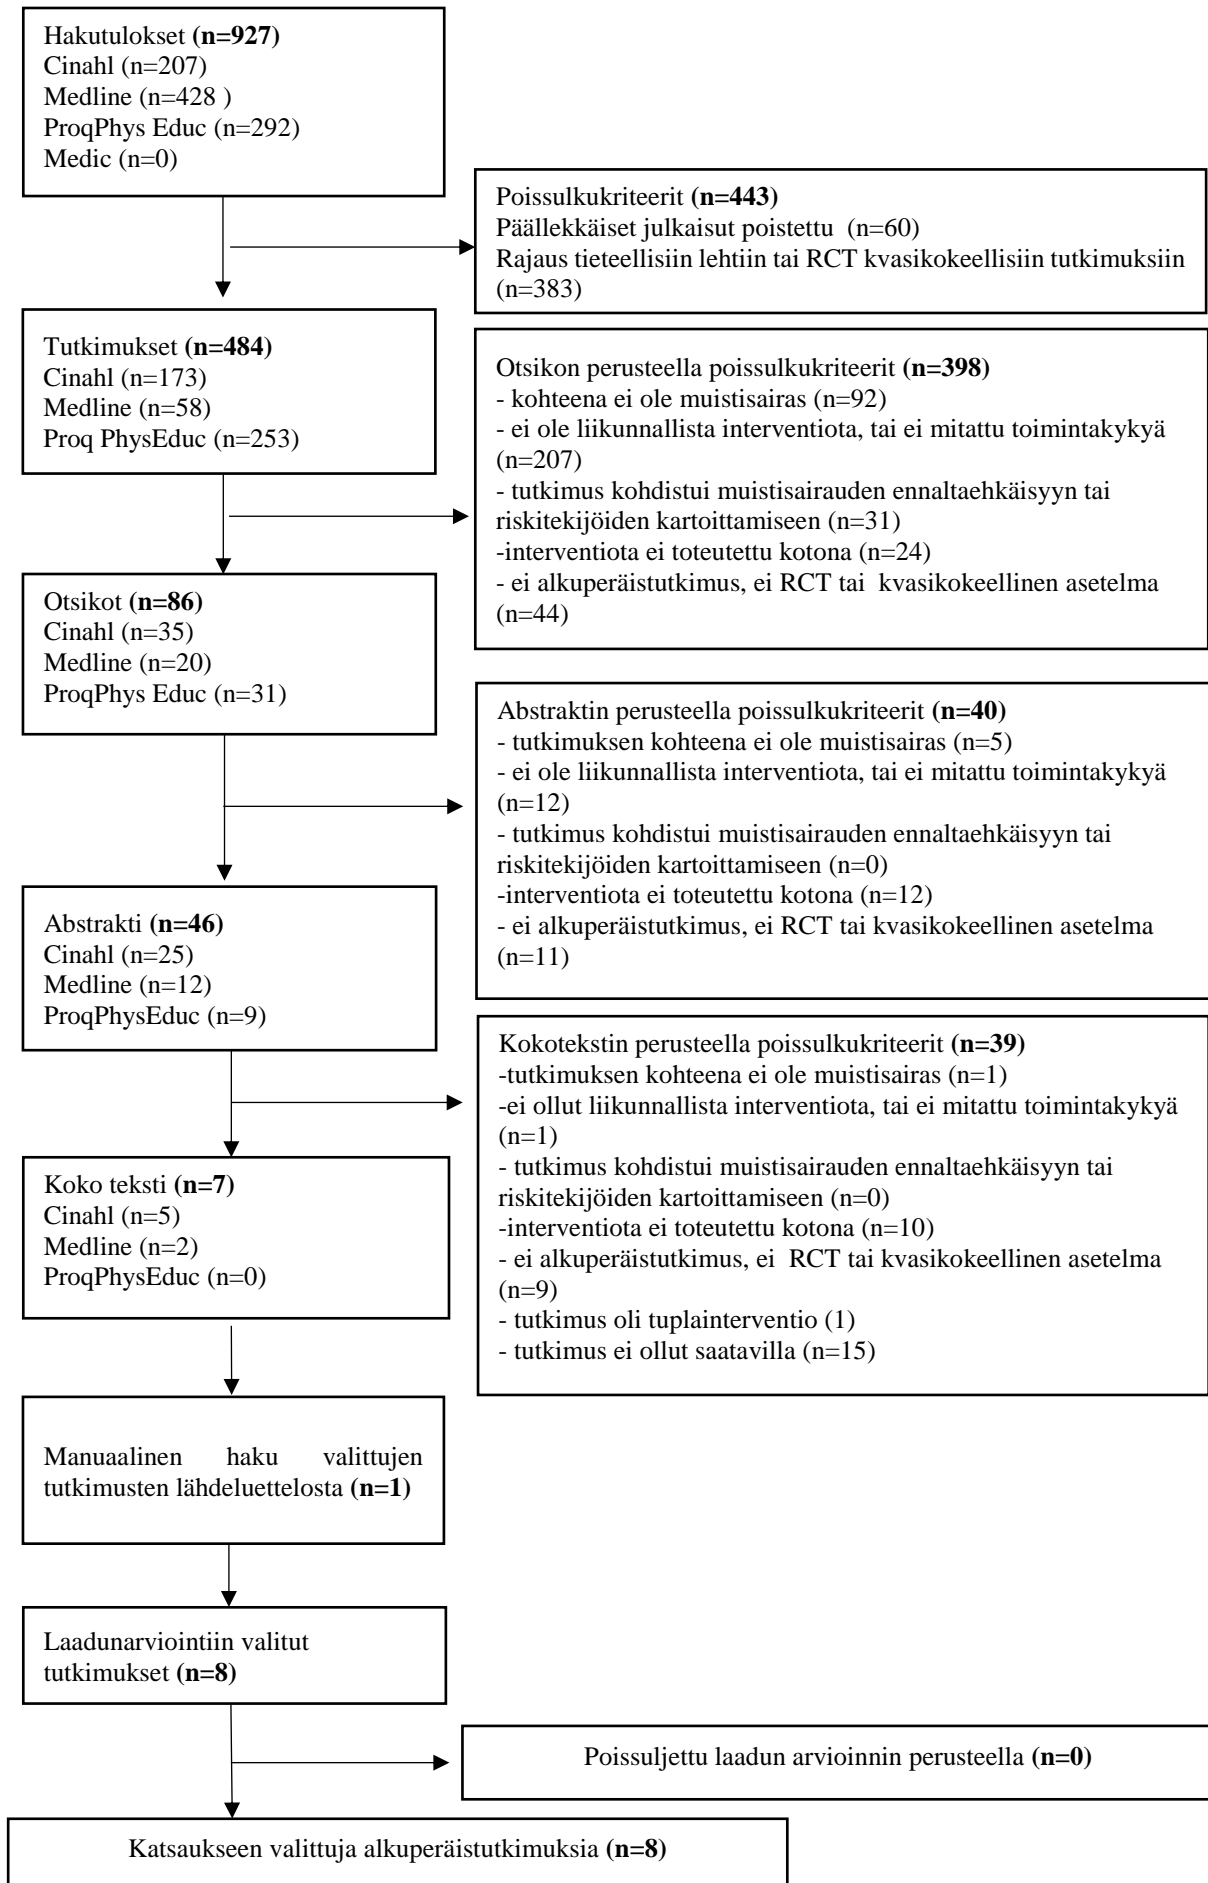 Hakutulokset (n=927)
Cinahl (n=207)
Medline (n=428 )
ProqPhys Educ (n=292)
Medic (n=0)
Poissulkukriteerit (n=443)
Päällekkäiset julkaisut poistettu (n=60)
Rajaus tieteellisiin lehtiin tai RCT kvasikokeellisiin tutkimuksiin
(n=383)
Tutkimukset (n=484)
Cinahl (n=173)
Medline (n=58)
Proq PhysEduc (n=253)
Otsikon perusteella poissulkukriteerit (n=398)
- kohteena ei ole muistisairas (n=92)
- ei ole liikunnallista interventiota, tai ei mitattu toimintakykyä
(n=207)
- tutkimus kohdistui muistisairauden ennaltaehkäisyyn tai
riskitekijöiden kartoittamiseen (n=31)
-interventiota ei toteutettu kotona (n=24)
- ei alkuperäistutkimus, ei RCT tai kvasikokeellinen asetelma
(n=44)
Otsikot (n=86)
Cinahl (n=35)
Medline (n=20)
ProqPhys Educ (n=31)
Abstraktin perusteella poissulkukriteerit (n=40)
- tutkimuksen kohteena ei ole muistisairas (n=5)
- ei ole liikunnallista interventiota, tai ei mitattu toimintakykyä
(n=12)
- tutkimus kohdistui muistisairauden ennaltaehkäisyyn tai
riskitekijöiden kartoittamiseen (n=0)
-interventiota ei toteutettu kotona (n=12)
- ei alkuperäistutkimus, ei RCT tai kvasikokeellinen asetelma
(n=11)
Abstrakti (n=46)
Cinahl (n=25)
Medline (n=12)
ProqPhysEduc (n=9)
Kokotekstin perusteella poissulkukriteerit (n=39)
-tutkimuksen kohteena ei ole muistisairas (n=1)
-ei ollut liikunnallista interventiota, tai ei mitattu toimintakykyä
(n=1)
- tutkimus kohdistui muistisairauden ennaltaehkäisyyn tai
riskitekijöiden kartoittamiseen (n=0)
-interventiota ei toteutettu kotona (n=10)
- ei alkuperäistutkimus, ei RCT tai kvasikokeellinen asetelma
(n=9)
- tutkimus oli tuplainterventio (1)
- tutkimus ei ollut saatavilla (n=15)
Koko teksti (n=7)
Cinahl (n=5)
Medline (n=2)
ProqPhysEduc (n=0)
Manuaalinen haku valittujen
tutkimusten lähdeluettelosta (n=1)
Laadunarviointiin valitut
tutkimukset (n=8)
Poissuljettu laadun arvioinnin perusteella (n=0)
Katsaukseen valittuja alkuperäistutkimuksia (n=8)